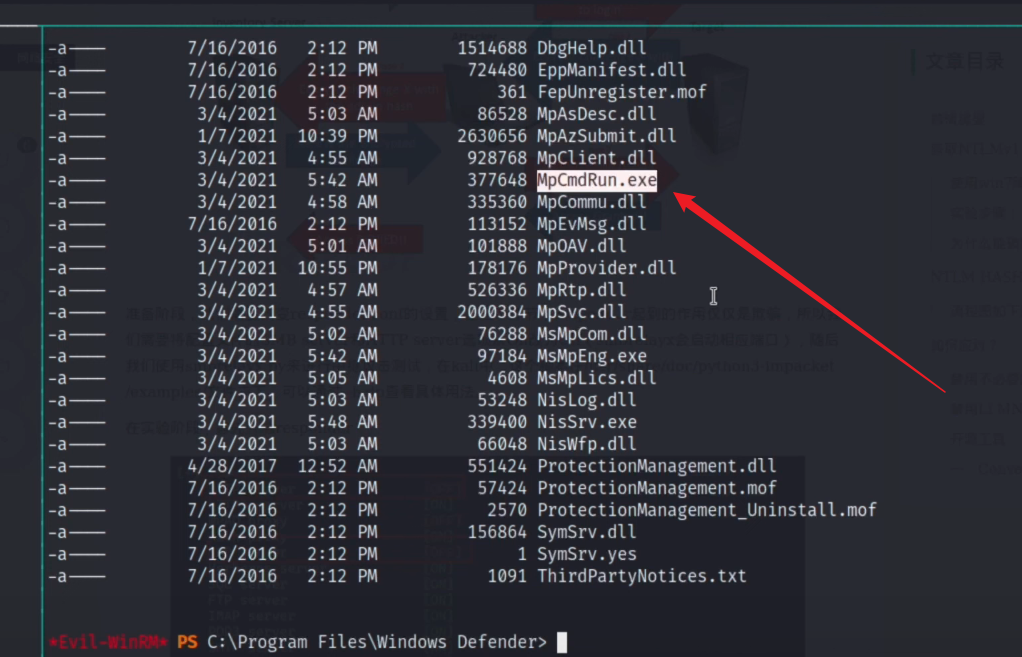 -a---- 7/16/2016 2:12 PM 1514688 DbgHelp.dll
-a---- 7/16/2016 2:12 PM 724480 EppManifest.dll
-a---- 7/16/2016 2:12 PM 361 FepUnregister.mof
-a---- 3/4/2021 5:03 AM 86528 MpAsDesc.dll
-a---- 1/7/2021 10:39 PM 2630656 MpAzSubmit.dll
-a---- 3/4/2021 4:55 AM 928768 MpClient.dll
-a---- 3/4/2021 5:42 AM 377648 MpCmdRun.exe
-a---- 3/4/2021 4:58 AM 335360 MpCommu.dll
-a---- 7/16/2016 2:12 PM 113152 MpEvMsg.dll
-a---- 3/4/2021 5:01 AM 101888 MpOAV.dll
-a---- 1/7/2021 10:55 PM 178176 MpProvider.dll
-a---- 3/4/2021 4:57 AM 526336 MpRtp.dll
-a---- 3/4/2021 4:55 AM 2000384 MpSvc.dll
-a---- 3/4/2021 5:02 AM 76288 MsMpCom.dll
-a---- 3/4/2021 5:42 AM 97184 MsMpEng.exe
-a---- 3/4/2021 5:05 AM 4608 MsMpLics.dll
-a---- 3/4/2021 5:03 AM 53248 NisLog.dll
-a---- 3/4/2021 5:48 AM 339400 NisSrv.exe
-a---- 3/4/2021 5:03 AM 66048 NisWfp.dll
-a---- 4/28/2017 12:52 AM 551424 ProtectionManagement.dll
-a---- 7/16/2016 2:12 PM 57424 ProtectionManagement.mof
-a---- 7/16/2016 2:12 PM 2570 ProtectionManagement_Uninstall.mof
-a---- 7/16/2016 2:12 PM 156864 SymSrv.dll
-a---- 7/16/2016 2:12 PM 1 SymSrv.yes
-a---- 7/16/2016 2:12 PM 1091 ThirdPartyNotices.txt
*Evil-WinRM* PS C:\Program Files\Windows Defender>
文章目录